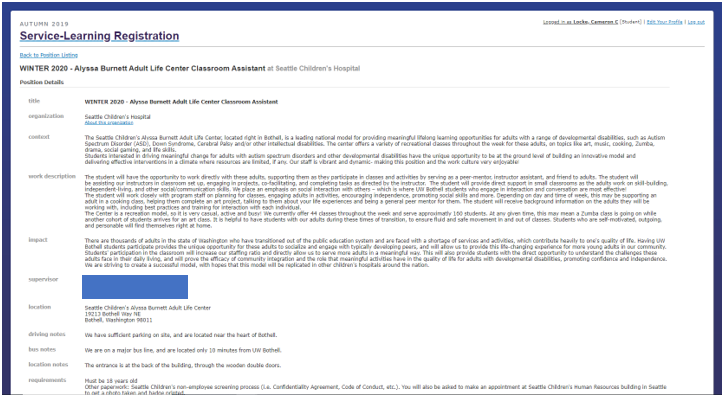 AUTUMN 2019
Logged in as Locke, Cameron C (Student) | Edit Your Profile | Log out
Service-Learning Registration
Back to Position Listing
WINTER 2020 - Alyssa Burnett Adult Life Center Classroom Assistant at Seattle Children's Hospital
Position Details
title WINTER 2020 - Alyssa Burnett Adult Life Center Classroom Assistant
organization Seattle Children's Hospital
About this organization
context The Seattle Children's Alyssa Burnett Adult Life Center, located right in Bothell, is a leading national model for providing meaningful lifelong learning opportunities for adults with a range of developmental disabilities, such as Autism
Spectrum Disorder (ASD), Down Syndrome, Cerebral Palsy and/or other intellectual disabilities. The center offers a variety of recreational classes throughout the week for these adults, on topics like art, music, cooking, Zumba,
drama, social gaming, and life skills.
Students interested in driving meaningful change for adults with autism spectrum disorders and other developmental disabilities have the unique opportunity to be at the ground level of building an innovative model and
delivering effective interventions in a climate where resources are limited, if any. Our staff is vibrant and dynamic- making this position and the work culture very enjoyable!
work description The student will have the opportunity to work directly with these adults, supporting them as they participate in classes and activities by serving as a peer-mentor, instructor assistant, and friend to adults. The student will
be assisting our instructors in classroom set up, engaging in projects, co-facilitating, and completing tasks as directed by the instructor. The student will provide direct support in small classrooms as the adults work on skill-building,
independent-living, and other social/communication skills. We place an emphasis on social interaction with others - which is where UW Bothell students who engage in interaction and conversation are most effective!
The student will work closely with program staff on planning for classes, engaging adults in activities, encouraging independence, promoting social skills and more. Depending on day and time of week, this may be supporting an
adult in a cooking class, helping them complete an art project, talking to them about your life experiences and being a general peer mentor for them. The student will receive background information on the adults they will be
working with, including best practices and training for interaction with each individual.
The Center is a recreation model, so it is very casual, active and busy! We currently offer 44 classes throughout the week and serve approximately 160 students. At any given time, this may mean a Zumba class is going on while
another cohort of students arrives for an art class. It is helpful to have students with our adults during these times of transition, to ensure fluid and safe movement in and out of classes. Students who are self-motivated, outgoing,
and personable will find themselves right at home.
impact There are thousands of adults in the state of Washington who have transitioned out of the public education system and are faced with a shortage of services and activities, which contribute heavily to one's quality of life. Having UW
Bothell students participate provides the unique opportunity for these adults to socialize and engage with typically developing peers, and will allow us to provide this life-changing experience for more young adults in our community.
Students' participation in the classroom will increase our staffing ratio and directly allow us to serve more adults in a meaningful way. This will also provide students with the direct opportunity to understand the challenges these
adults face in their daily living, and will prove the efficacy of community integration and the role that meaningful activities have in the quality of life for adults with developmental disabilities, promoting confidence and independence.
We are striving to create a successful model, with hopes that this model will be replicated in other children's hospitals around the nation.
supervisor
location Seattle Children's Alyssa Burnett Adult Life Center
19213 Bothell Way NE
Bothell, Washington 98011
driving notes We have sufficient parking on site, and are located near the heart of Bothell.
bus notes We are on a major bus line, and are located only 10 minutes from UW Bothell.
location notes The entrance is at the back of the building, through the wooden double doors.
requirements Must be 18 years old
Other paperwork: Seattle Children's non-employee screening process (i.e. Confidentiality Agreement, Code of Conduct, etc.). You will also be asked to make an appointment at Seattle Children's Human Resources building in Seattle
to get a photo taken and badge printed.